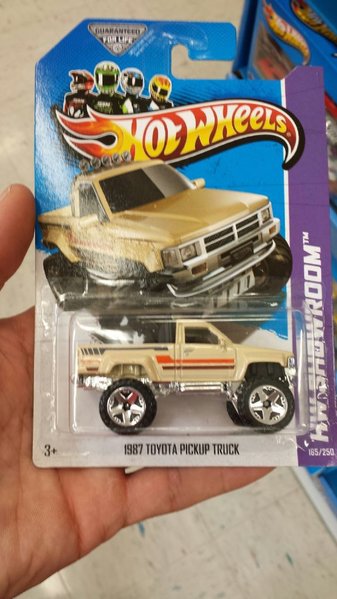 GUARANTEED
FOR LIFE
HOT WHEELS
HW SHOWROOM™
1987 TOYOTA PICKUP TRUCK
3+
165/250